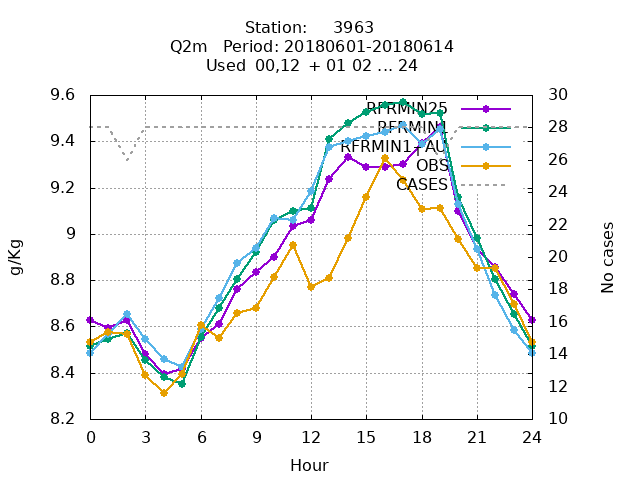 Station: 3963
Q2m Period: 20180601-20180614
Used 00,12 + 01 02 ... 24
9.6
9.4
9.2
9
8.8
8.6
8.4
8.2
g/Kg
30
28
26
24
22
20
18
16
14
12
10
No cases
RFRMIN25
RFRMIN1
RFRMIN1+AU
OBS
CASES
0 3 6 9 12 15 18 21 24
Hour